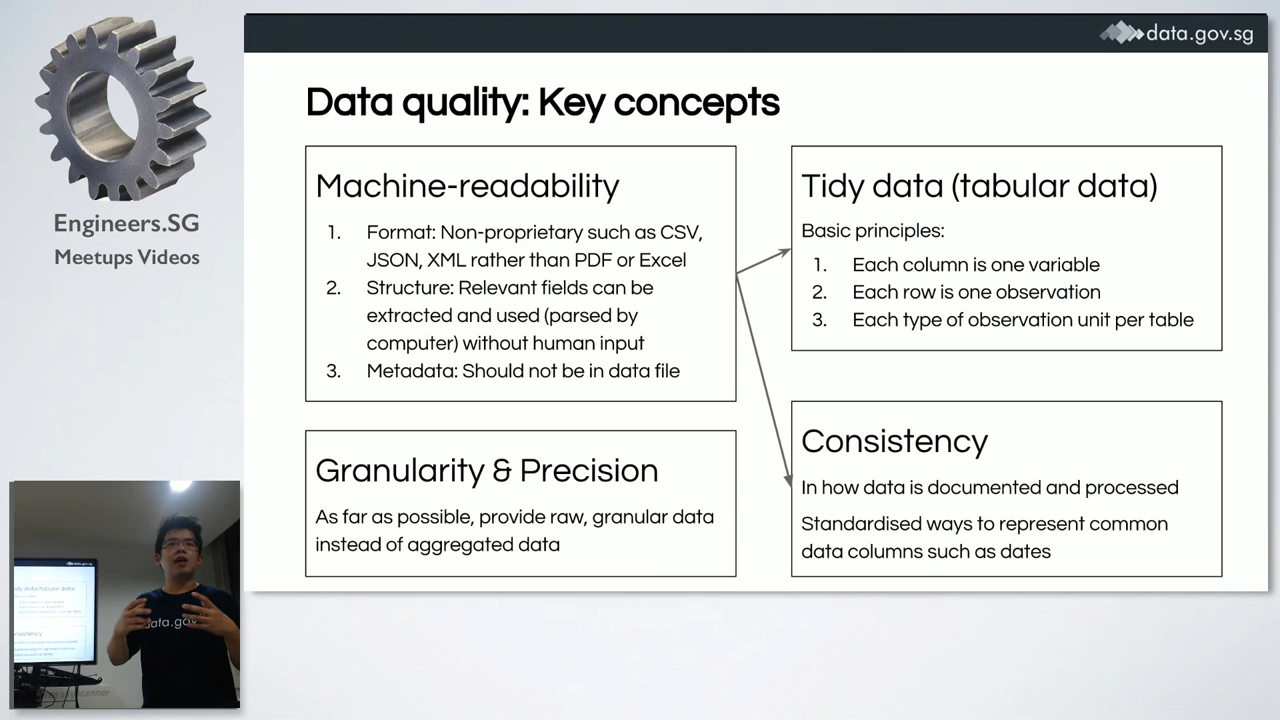 data.gov.sg
Data quality: Key concepts
Machine-readability
1. Format: Non-proprietary such as CSV,
JSON, XML rather than PDF or Excel
2. Structure: Relevant fields can be
extracted and used (parsed by
computer) without human input
3. Metadata: Should not be in data file
Granularity & Precision
As far as possible, provide raw, granular data
instead of aggregated data
Tidy data (tabular data)
Basic principles:
1. Each column is one variable
2. Each row is one observation
3. Each type of observation unit per table
Consistency
In how data is documented and processed
Standardised ways to represent common
data columns such as dates
Engineers.SG
Meetups Videos
data.gov